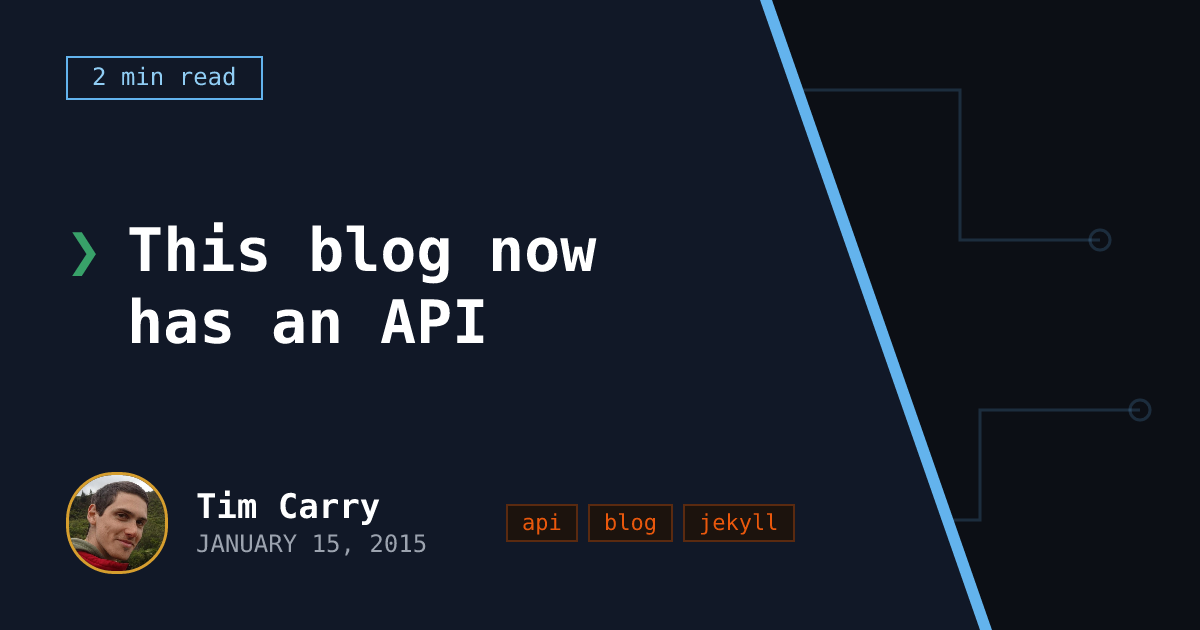 2 min read
❯ This blog now
has an API
Tim Carry
JANUARY 15, 2015
api blog jekyll